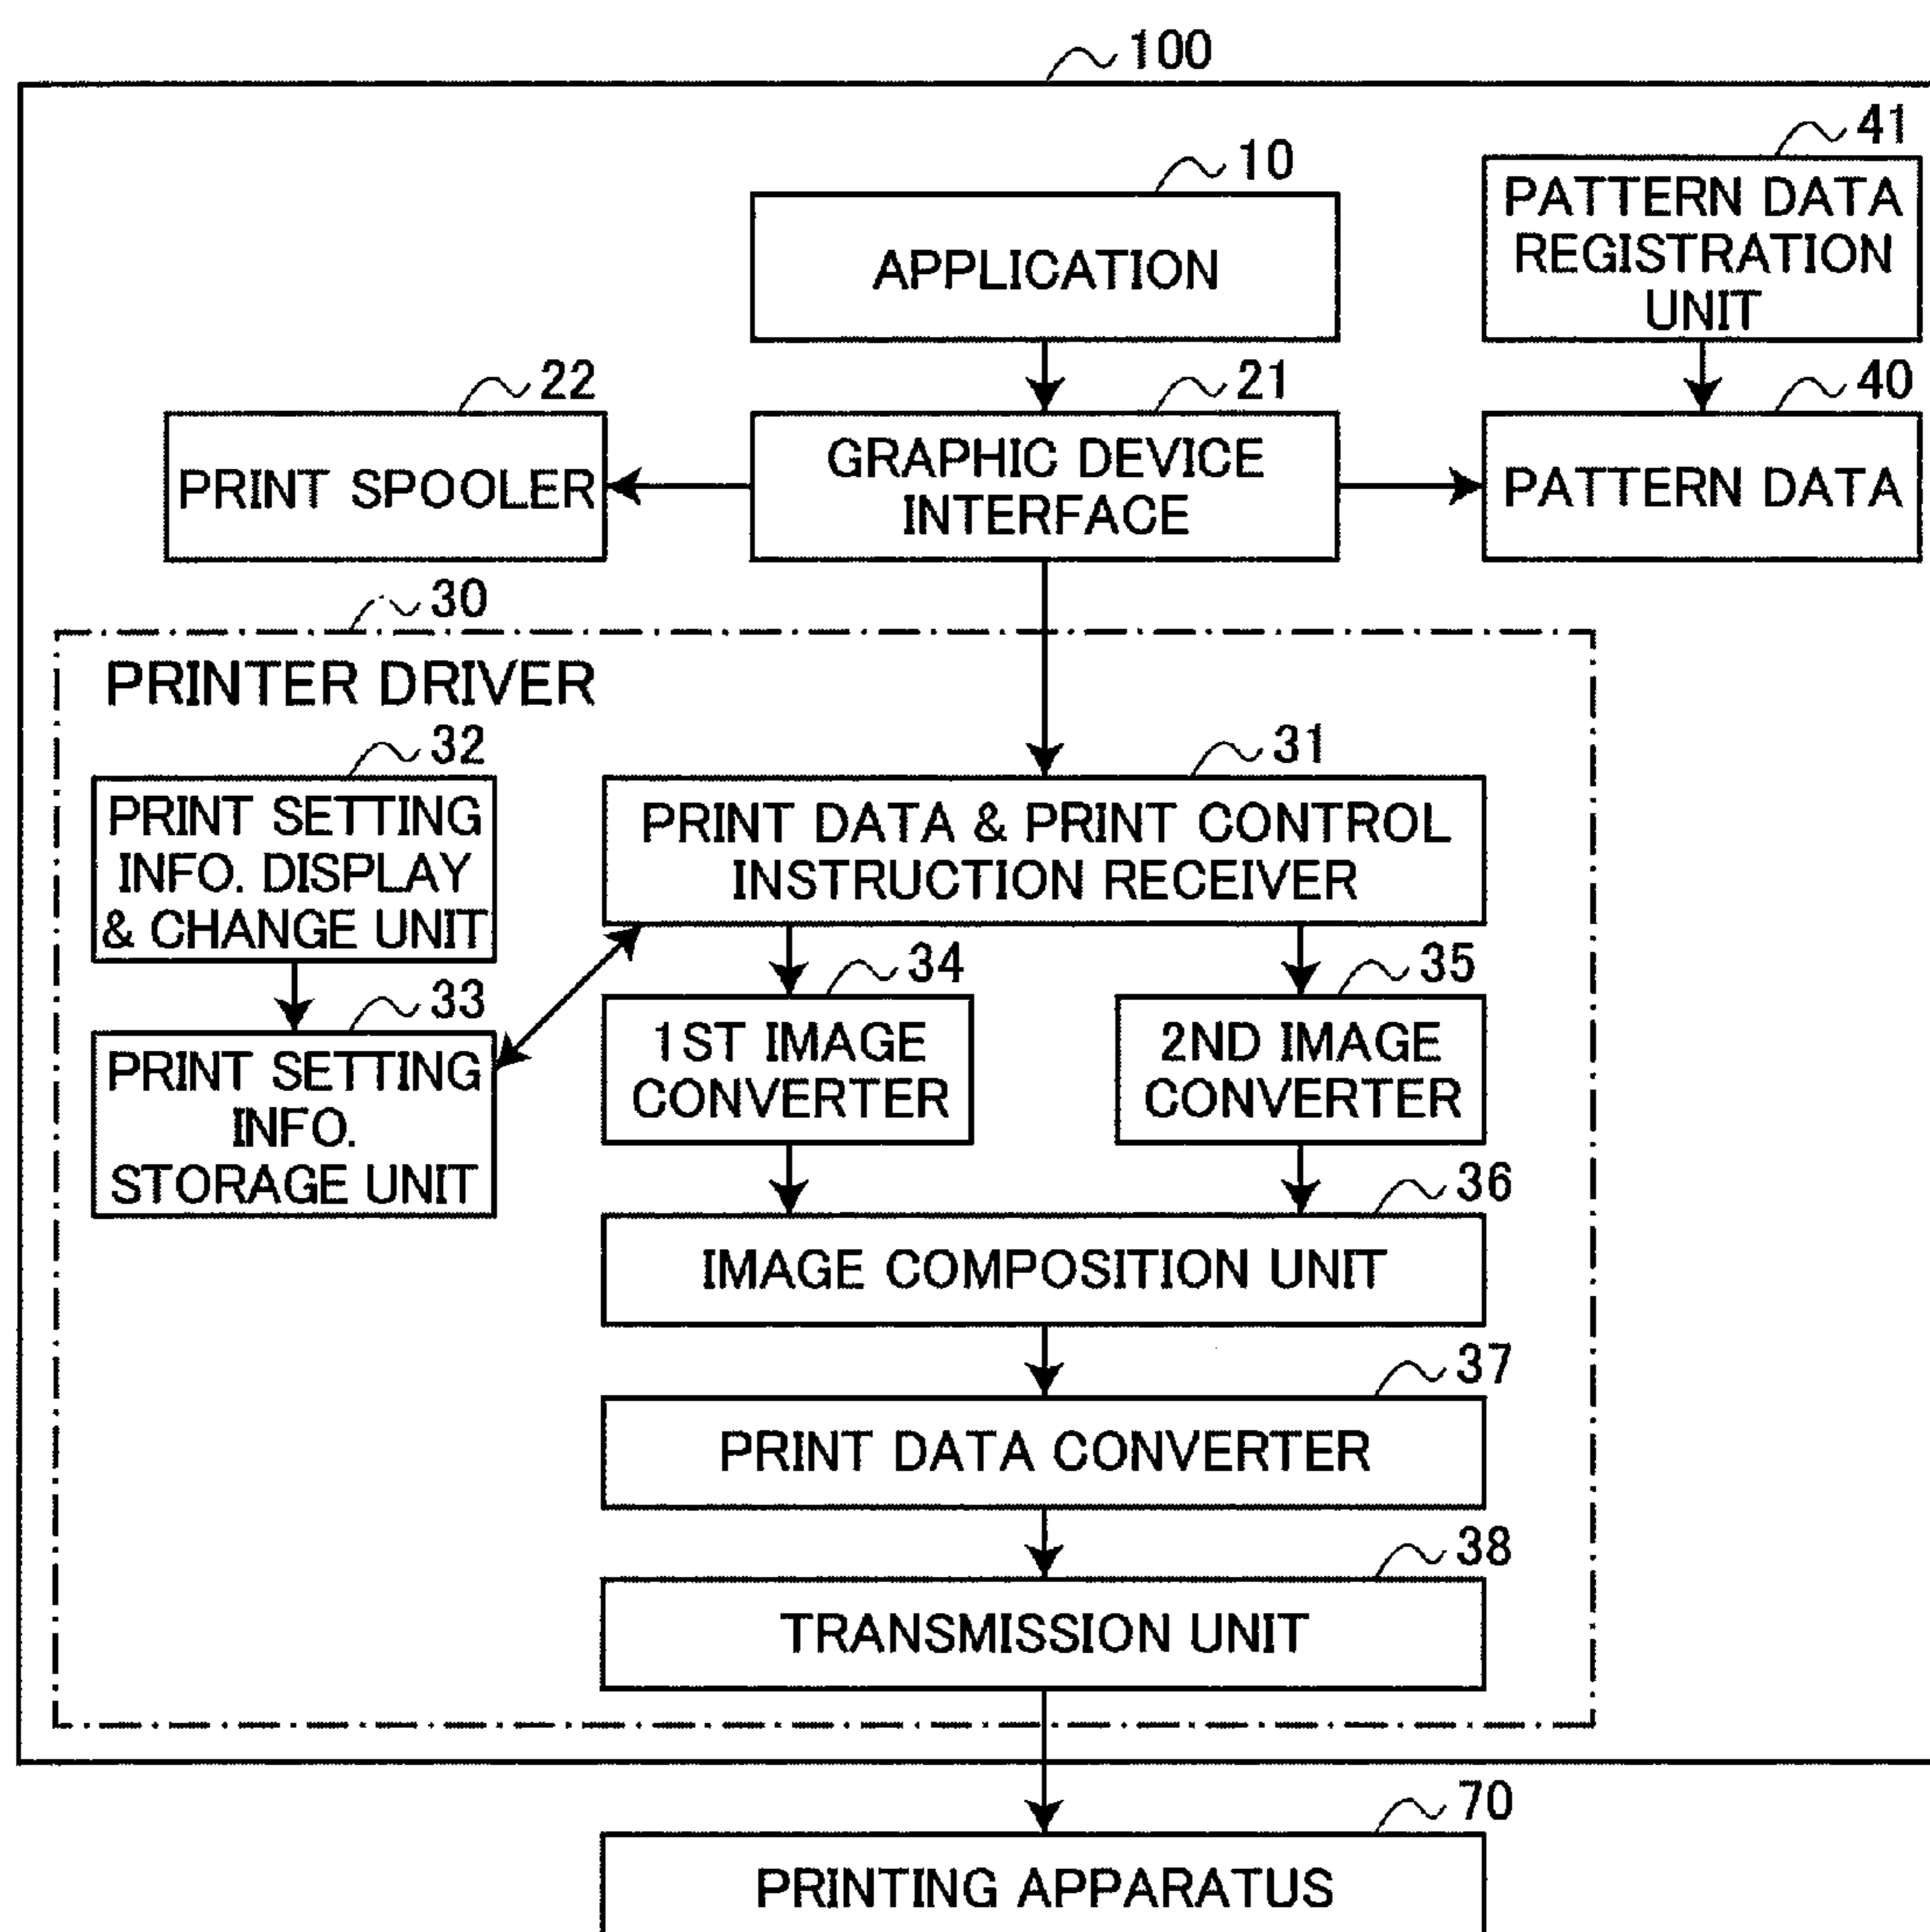 100
10
APPLICATION
41
PATTERN DATA
REGISTRATION
UNIT
22
PRINT SPOOLER
21
GRAPHIC DEVICE
INTERFACE
40
PATTERN DATA
30
PRINTER DRIVER
32
PRINT SETTING
INFO. DISPLAY
& CHANGE UNIT
31
PRINT DATA & PRINT CONTROL
INSTRUCTION RECEIVER
33
PRINT SETTING
INFO.
STORAGE UNIT
34
1ST IMAGE
CONVERTER
35
2ND IMAGE
CONVERTER
36
IMAGE COMPOSITION UNIT
37
PRINT DATA CONVERTER
38
TRANSMISSION UNIT
70
PRINTING APPARATUS